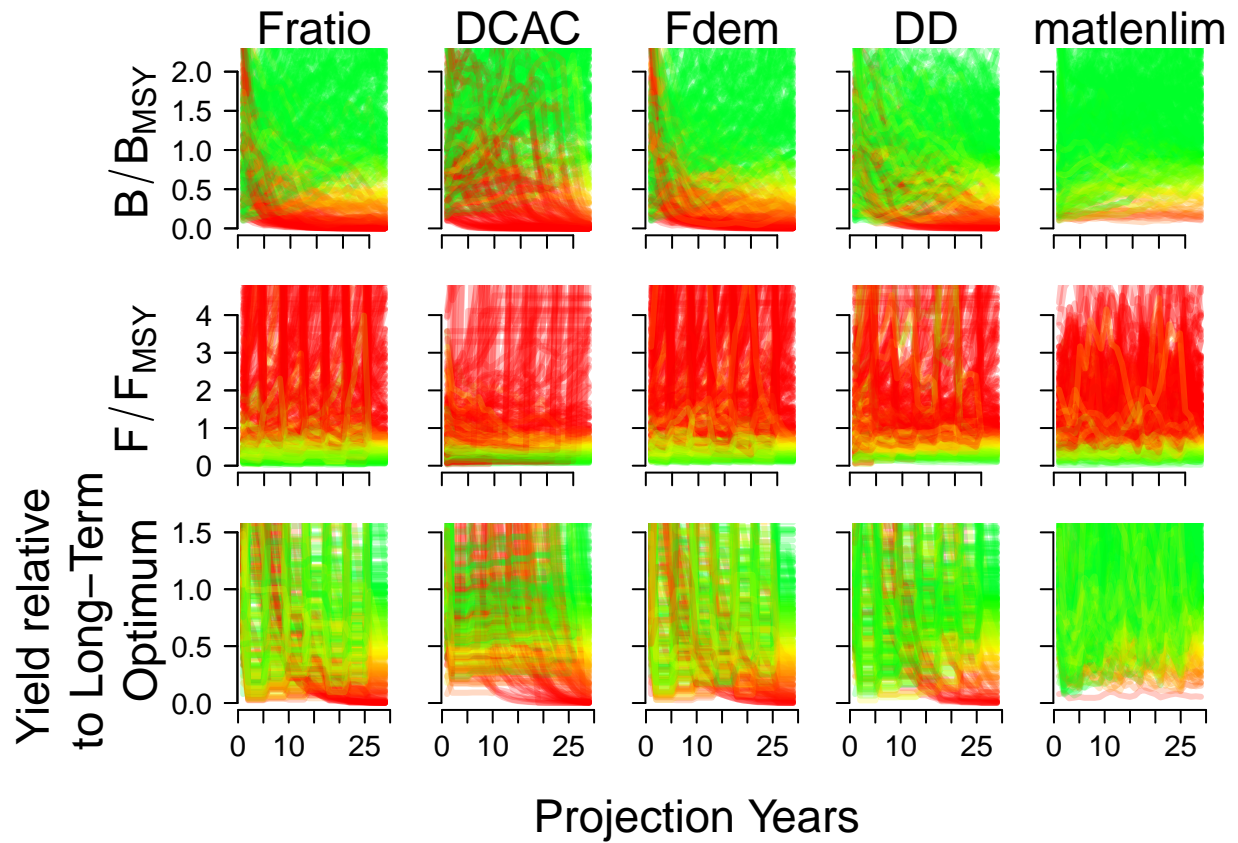 Fratio DCAC Fdem DD matlenlim
B/BMSY
2.0
1.5
1.0
0.5
0.0
F/FMSY
4
3
2
1
0
Yield relative
to Long−Term
Optimum
1.5
1.0
0.5
0.0
0 10 25 0 10 25 0 10 25 0 10 25 0 10 25
Projection Years